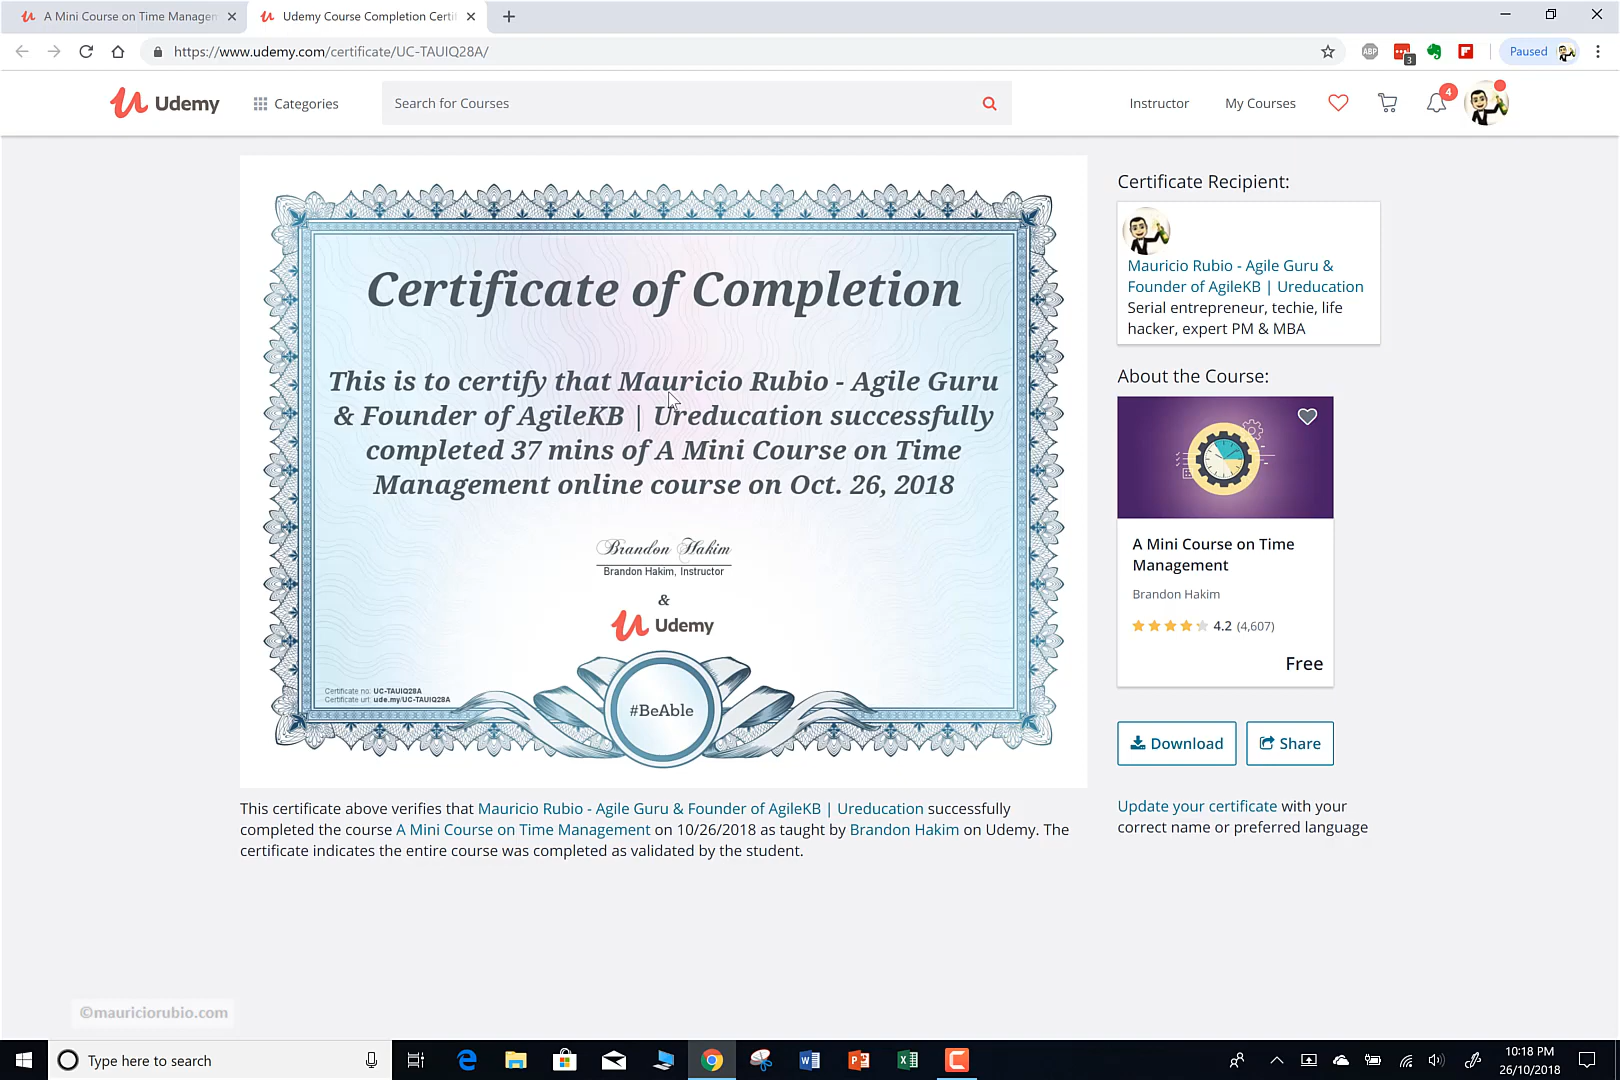 A Mini Course on Time Managem
Udemy Course Completion Certi
https://www.udemy.com/certificate/UC-TAUIQ28A/
ABP
3
Paused
Udemy
Categories
Search for Courses
Instructor
My Courses
4
Certificate of Completion
This is to certify that Mauricio Rubio - Agile Guru
& Founder of AgileKB | Ureducation successfully
completed 37 mins of A Mini Course on Time
Management online course on Oct. 26, 2018
Brandon Hakim
Brandon Hakim, Instructor
&
Udemy
Certificate no: UC-TAUIQ28A
Certificate url: ude.my/UC-TAUIQ28A
#BeAble
This certificate above verifies that Mauricio Rubio - Agile Guru & Founder of AgileKB | Ureducation successfully
completed the course A Mini Course on Time Management on 10/26/2018 as taught by Brandon Hakim on Udemy. The
certificate indicates the entire course was completed as validated by the student.
Certificate Recipient:
Mauricio Rubio - Agile Guru &
Founder of AgileKB | Ureducation
Serial entrepreneur, techie, life
hacker, expert PM & MBA
About the Course:
A Mini Course on Time
Management
Brandon Hakim
4.2 (4,607)
Free
Download
Share
Update your certificate with your
correct name or preferred language
©mauriciorubio.com
Type here to search
10:18 PM
26/10/2018